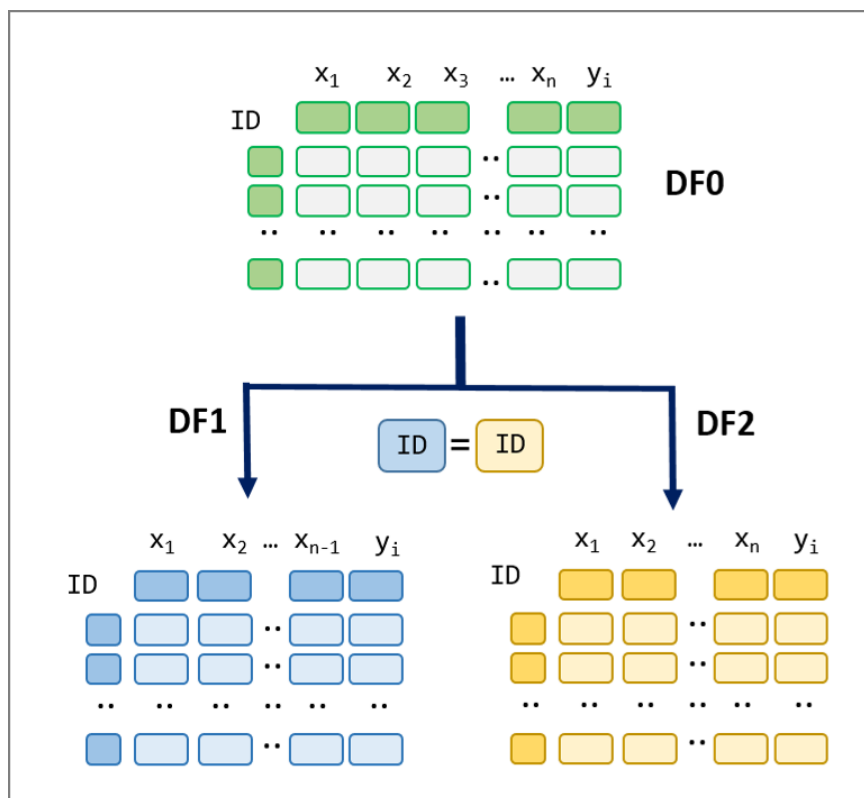 x₁ x₂ x₃ … xₙ yᵢ
ID
..
..
DF0
.. .. .. .. .. .. ..
..
DF1
ID = ID
DF2
x₁ x₂ … xₙ₋₁ yᵢ
ID
..
..
.. .. .. .. .. ..
..
x₁ x₂ … xₙ yᵢ
ID
..
..
.. .. .. .. .. ..
..